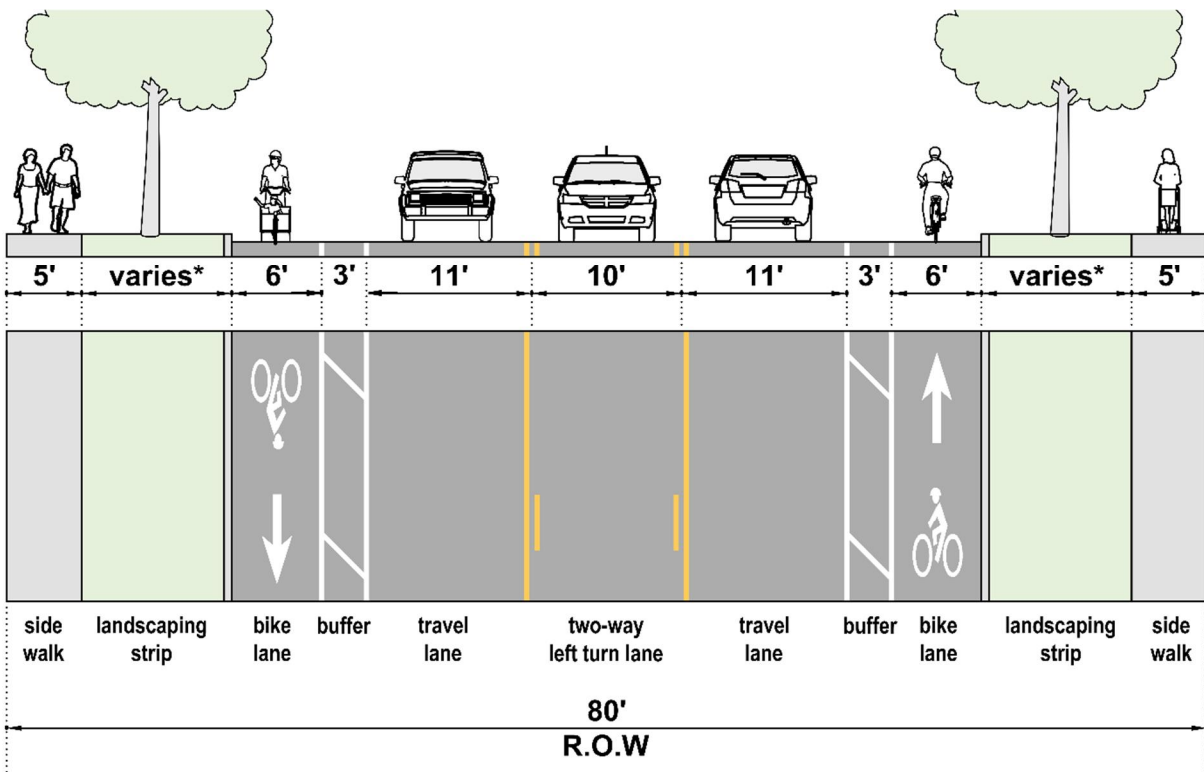 5' varies* 6' 3' 11' 10' 11' 3' 6' varies* 5'
side walk
landscaping strip
bike lane
buffer
travel lane
two-way left turn lane
travel lane
buffer
bike lane
landscaping strip
side walk
80'
R.O.W